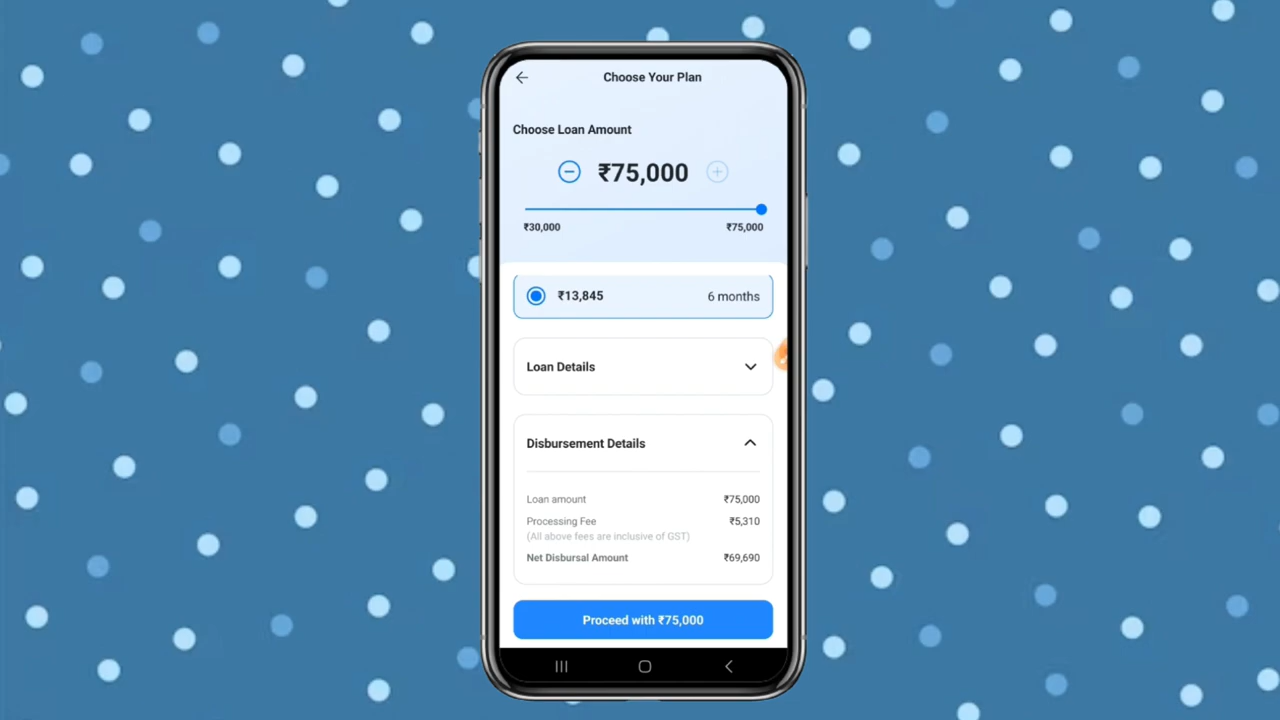 Choose Your Plan
Choose Loan Amount
₹75,000
₹30,000 ₹75,000
₹13,845 6 months
Loan Details
Disbursement Details
Loan amount ₹75,000
Processing Fee ₹5,310
(All above fees are inclusive of GST)
Net Disbursal Amount ₹69,690
Proceed with ₹75,000